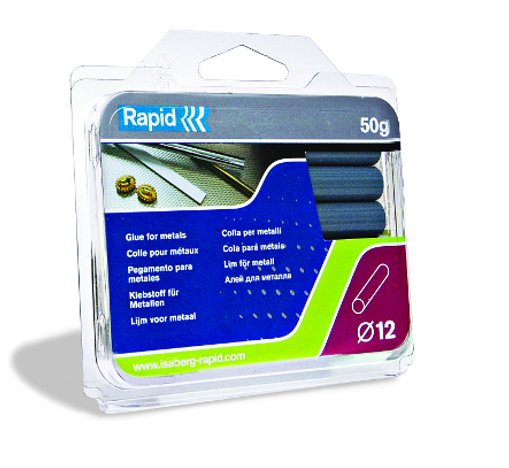 Rapid
50g
Glue for metals
Colle pour métaux
Pegamento para
metales
Klebstoff für
Metallen
Lijm voor metaal
Colla per metalli
Cola para metais
Lim för metall
Алей для металла
Ø12
www.isaberg-rapid.com